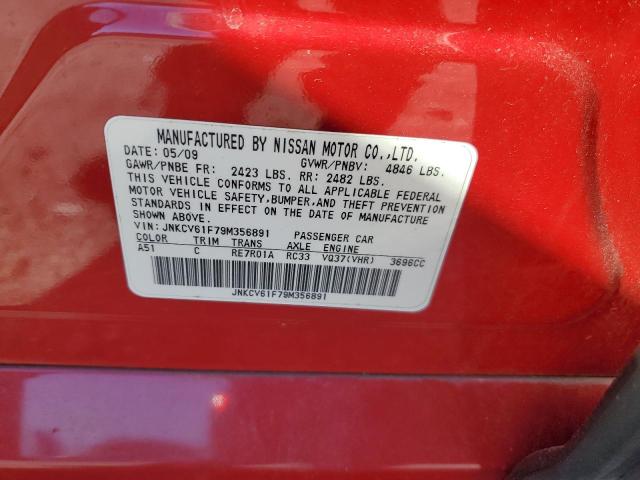 MANUFACTURED BY NISSAN MOTOR CO.,LTD.
DATE: 05/09 GVWR/PNBV: 4846 LBS.
GAWR/PNBE FR: 2423 LBS. RR: 2482 LBS.
THIS VEHICLE CONFORMS TO ALL APPLICABLE FEDERAL
MOTOR VEHICLE SAFETY,BUMPER,AND THEFT PREVENTION
STANDARDS IN EFFECT ON THE DATE OF MANUFACTURE
SHOWN ABOVE.
VIN: JNKCV61F79M356891 PASSENGER CAR
COLOR TRIM TRANS AXLE ENGINE
A51 C RE7R01A RC33 VQ37(VHR) 3696CC
JNKCV61F79M356891